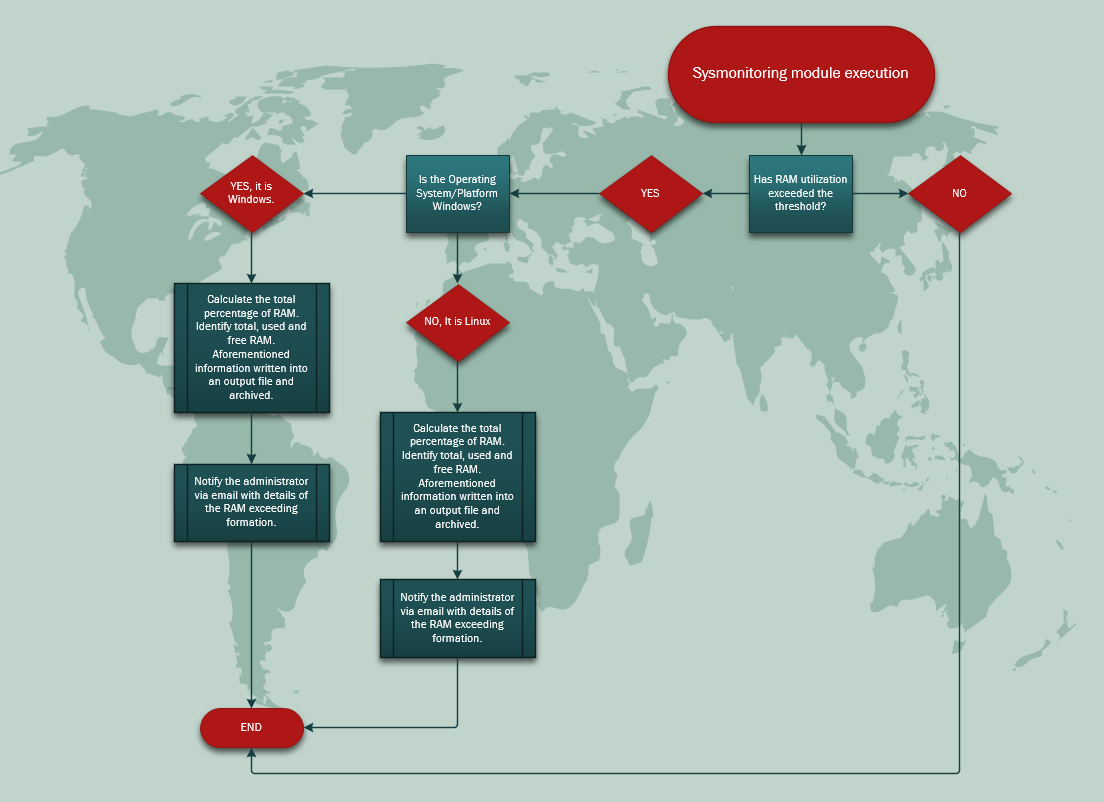 Sysmonitoring module execution
Has RAM utilization
exceeded the
threshold?
NO
YES
Is the Operating
System/Platform
Windows?
YES, it is
Windows.
Calculate the total
percentage of RAM.
Identify total, used and
free RAM.
Aforementioned
information written into
an output file and
archived.
Notify the administrator
via email with details of
the RAM exceeding
formation.
NO, It is Linux
Calculate the total
percentage of RAM.
Identify total, used and
free RAM.
Aforementioned
information written into
an output file and
archived.
Notify the administrator
via email with details of
the RAM exceeding
formation.
END